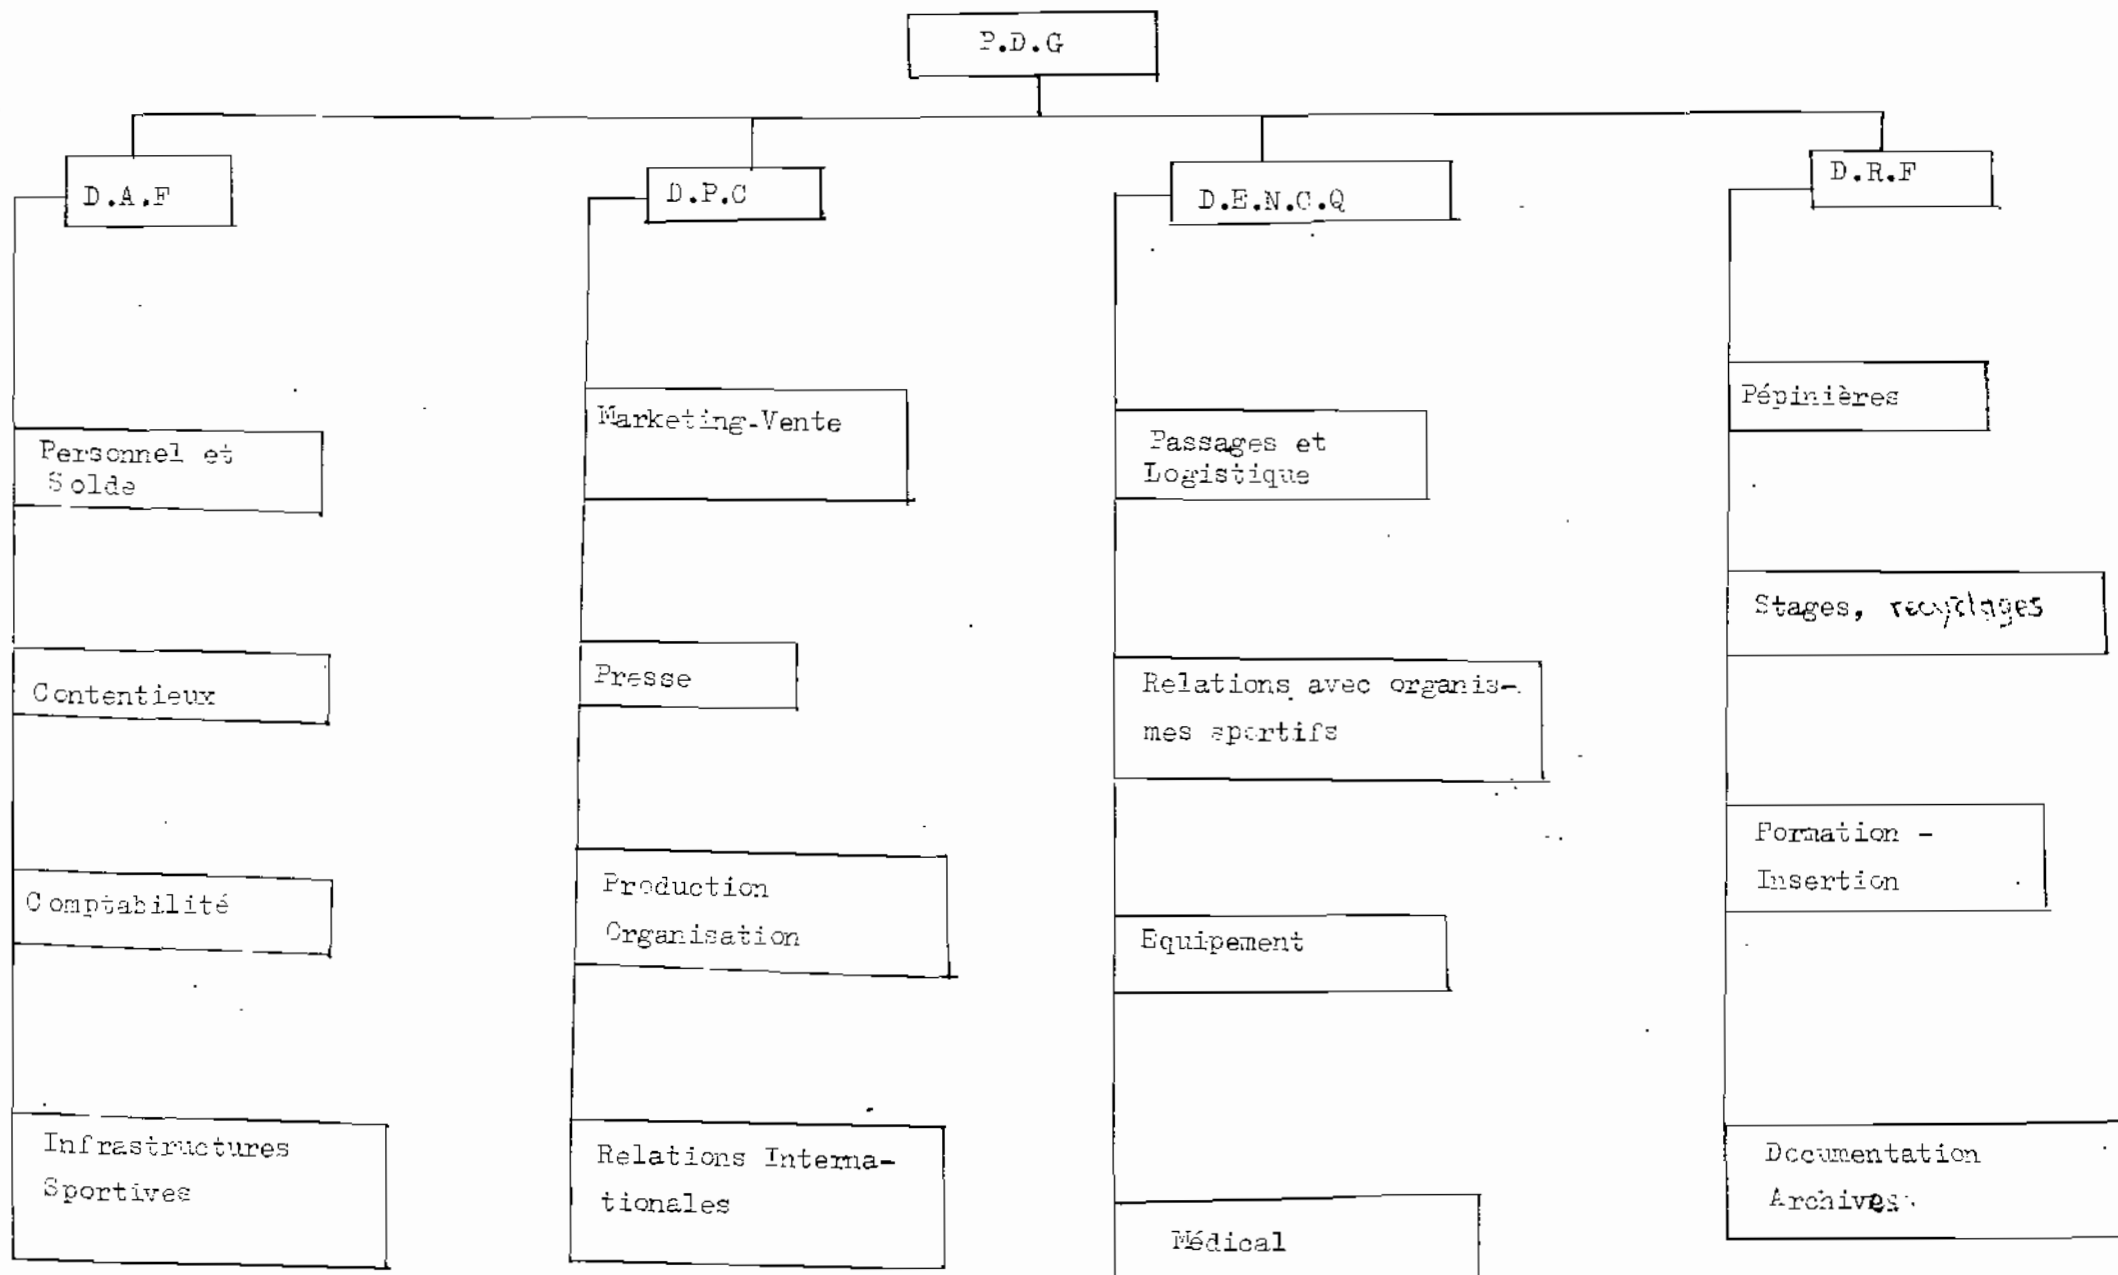 P.D.G
D.A.F
Personnel et
Solde
Contentieux
Comptabilité
Infrastructures
Sportives
D.P.C
Marketing-Vente
Presse
Production
Organisation
Relations Interna-
tionales
D.E.N.C.Q
Passages et
Logistique
Relations avec organis-
mes sportifs
Equipement
Médical
D.R.F
Pépinières
Stages, recyclages
Formation -
Insertion
Documentation
Archives